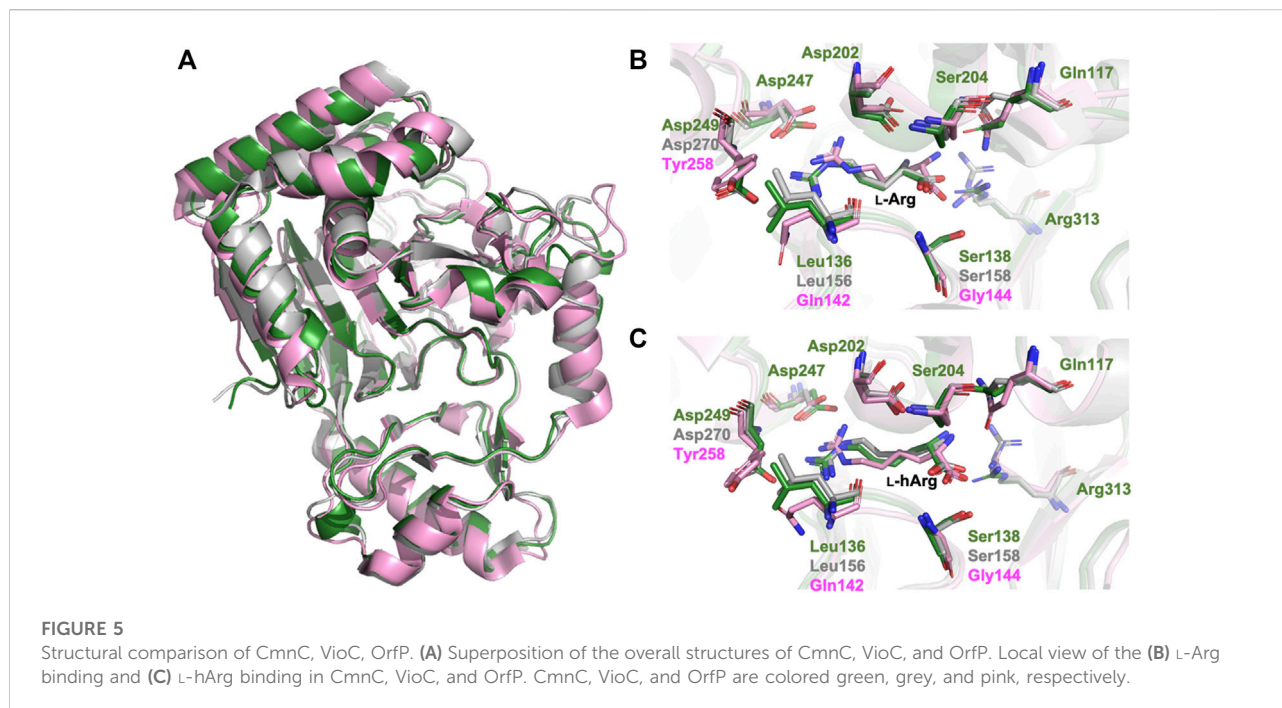 A
B
Asp202
Asp247
Ser204
Gln117
Asp249
Asp270
Tyr258
L-Arg
Arg313
Leu136
Leu156
Gln142
Ser138
Ser158
Gly144
C
Asp202
Asp247
Ser204
Gln117
Asp249
Asp270
Tyr258
L-hArg
Arg313
Leu136
Leu156
Gln142
Ser138
Ser158
Gly144
FIGURE 5
Structural comparison of CmnC, VioC, OrfP. (A) Superposition of the overall structures of CmnC, VioC, and OrfP. Local view of the (B) L-Arg
binding and (C) L-hArg binding in CmnC, VioC, and OrfP. CmnC, VioC, and OrfP are colored green, grey, and pink, respectively.